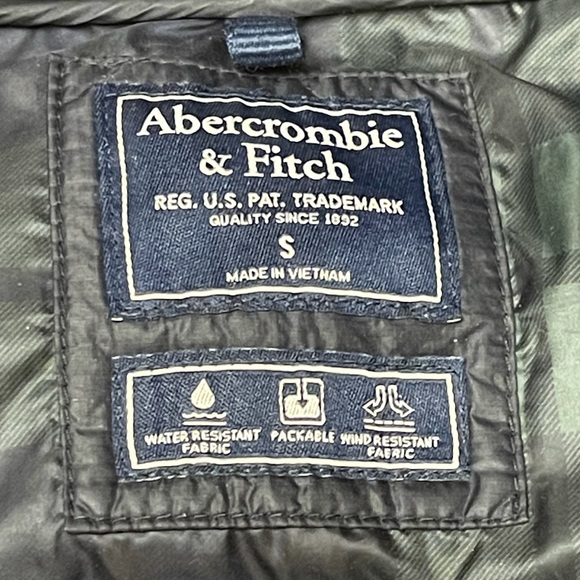 Abercrombie
& Fitch
REG. U.S. PAT. TRADEMARK
QUALITY SINCE 1892
S
MADE IN VIETNAM
WATER RESISTANT
FABRIC
PACKABLE
WIND RESISTANT
FABRIC